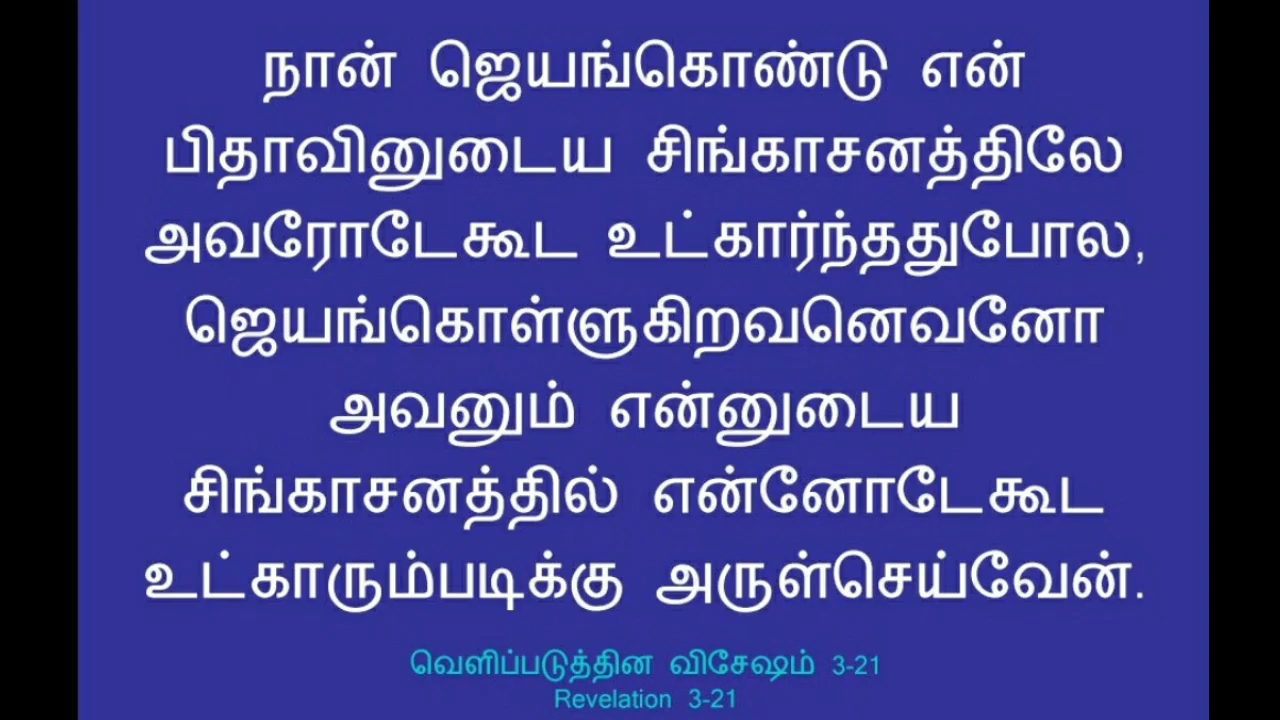 நான் ஜெயங்கொண்டு என்
பிதாவினுடைய சிங்காசனத்திலே
அவரோடேகூட உட்கார்ந்ததுபோல,
ஜெயங்கொள்ளுகிறவனெவனோ
அவனும் என்னுடைய
சிங்காசனத்தில் என்னோடேகூட
உட்காரும்படிக்கு அருள்செய்வேன்.
வெளிப்படுத்தின விசேஷம் 3-21
Revelation 3-21